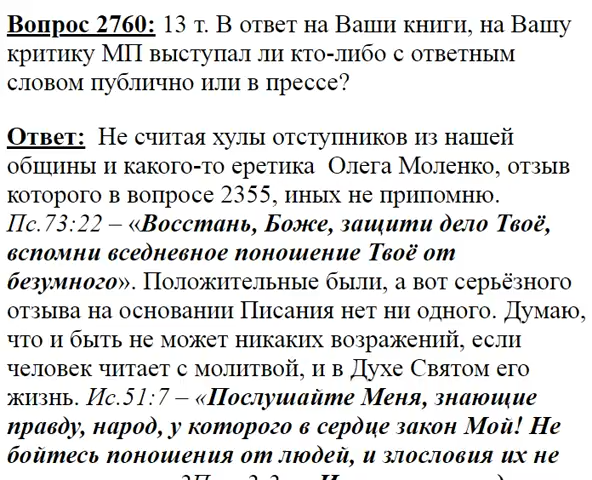 Вопрос 2760: 13 т. В ответ на Ваши книги, на Вашу
критику МП выступал ли кто-либо с ответным
словом публично или в прессе?
Ответ: Не считая хулы отступников из нашей
общины и какого-то еретика Олега Моленко, отзыв
которого в вопросе 2355, иных не припомню.
Пс.73:22 – «Восстань, Боже, защити дело Твоё,
вспомни вседневное поношение Твоё от
безумного». Положительные были, а вот серьёзного
отзыва на основании Писания нет ни одного. Думаю,
что и быть не может никаких возражений, если
человек читает с молитвой, и в Духе Святом его
жизнь. Ис.51:7 – «Послушайте Меня, знающие
правду, народ, у которого в сердце закон Мой! Не
бойтесь поношения от людей, и злословия их не